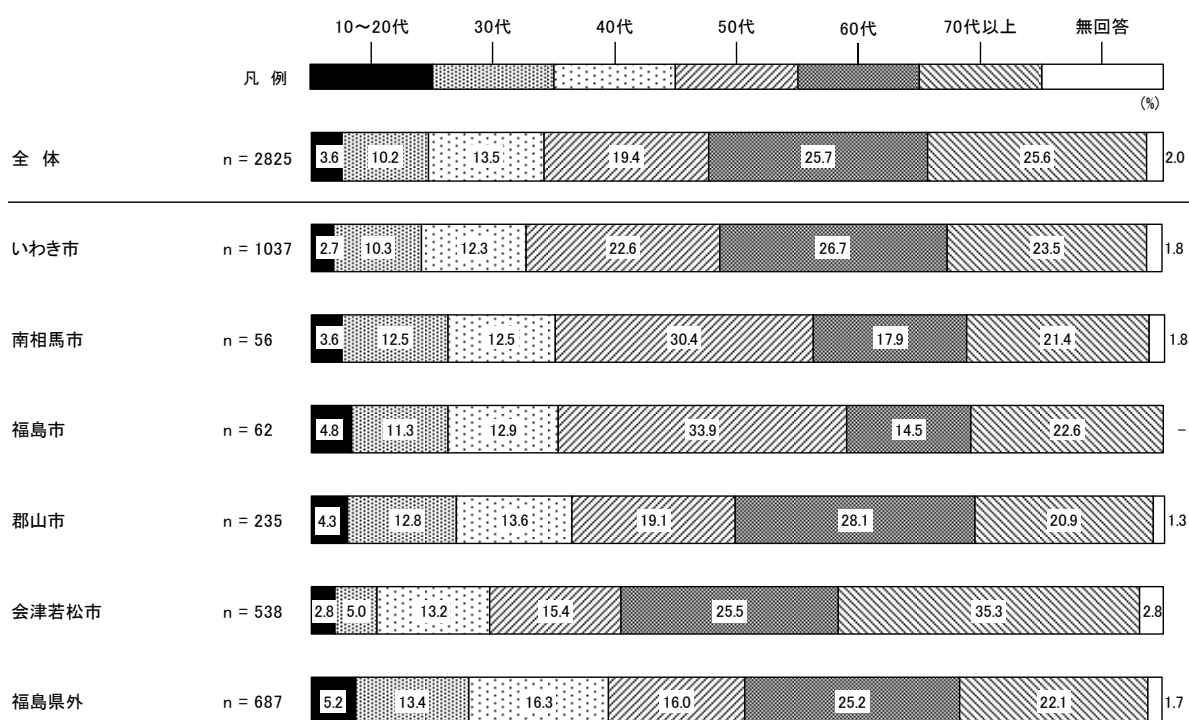 10～20代 30代 40代 50代 60代 70代以上 無回答
凡 例
(%)
全 体 n = 2825 3.6 10.2 13.5 19.4 25.7 25.6 2.0
いわき市 n = 1037 2.7 10.3 12.3 22.6 26.7 23.5 1.8
南相馬市 n = 56 3.6 12.5 12.5 30.4 17.9 21.4 1.8
福島市 n = 62 4.8 11.3 12.9 33.9 14.5 22.6 -
郡山市 n = 235 4.3 12.8 13.6 19.1 28.1 20.9 1.3
会津若松市 n = 538 2.8 5.0 13.2 15.4 25.5 35.3 2.8
福島県外 n = 687 5.2 13.4 16.3 16.0 25.2 22.1 1.7